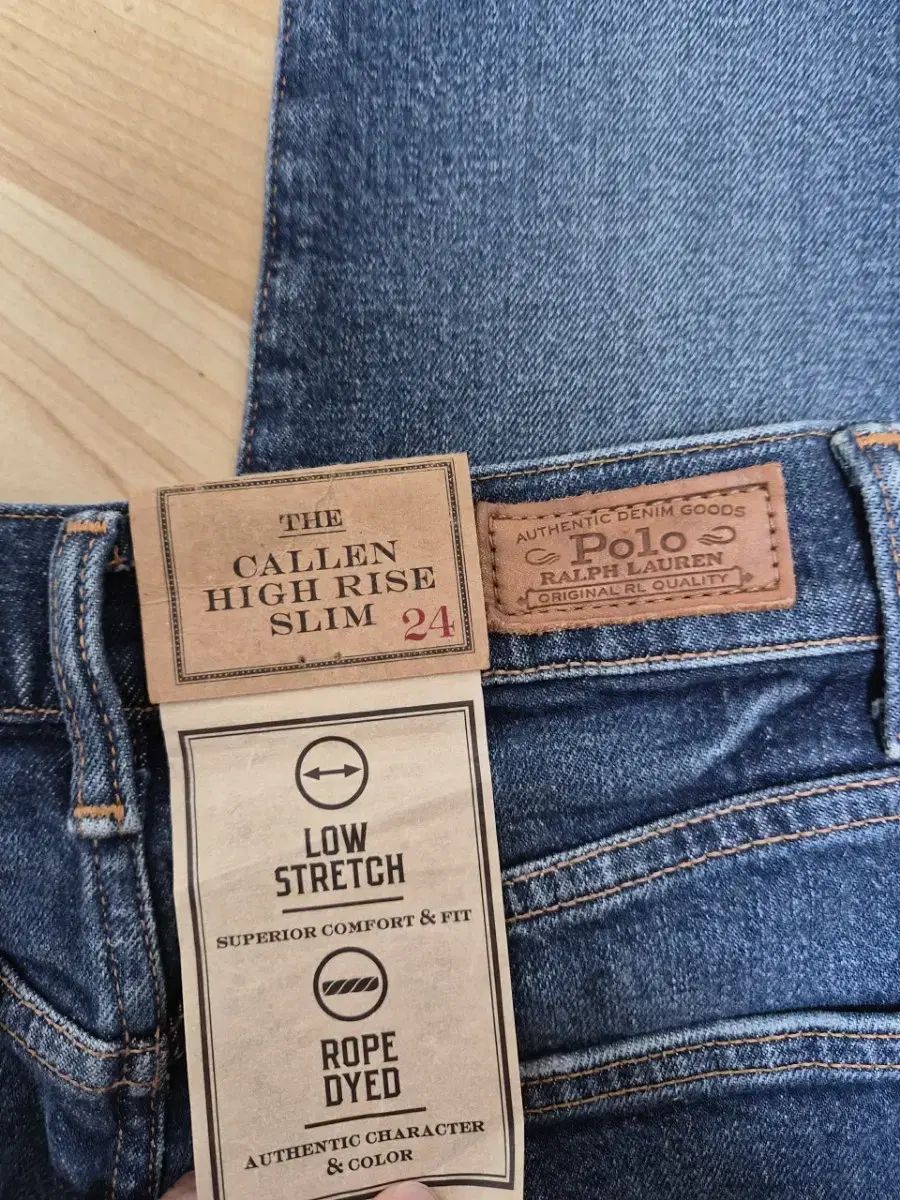 THE
CALLEN
HIGH RISE
SLIM 24
AUTHENTIC DENIM GOODS
Polo
RALPH LAUREN
ORIGINAL RL QUALITY
LOW
STRETCH
SUPERIOR COMFORT & FIT
ROPE
DYED
AUTHENTIC CHARACTER
& COLOR